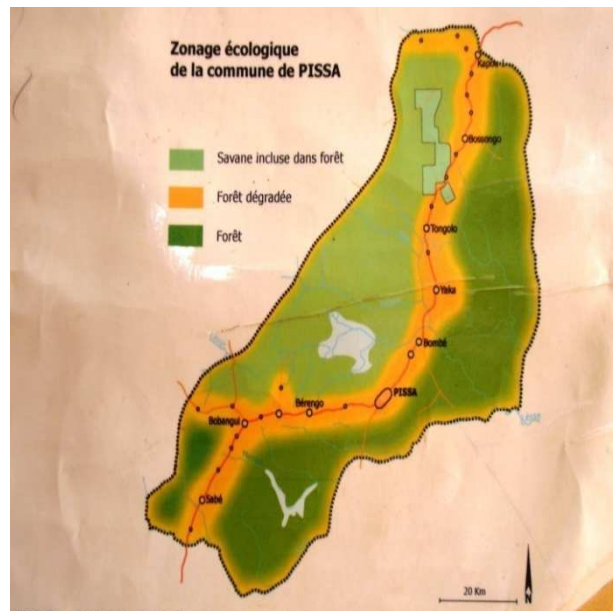 Zonage écologique
de la commune de PISSA
Savane incluse dans forêt
Forêt dégradée
Forêt
Bossongo
Tongolo
Yaka
Bombé
PISSA
Bérengo
Bobangui
Sabé
20 Km
N